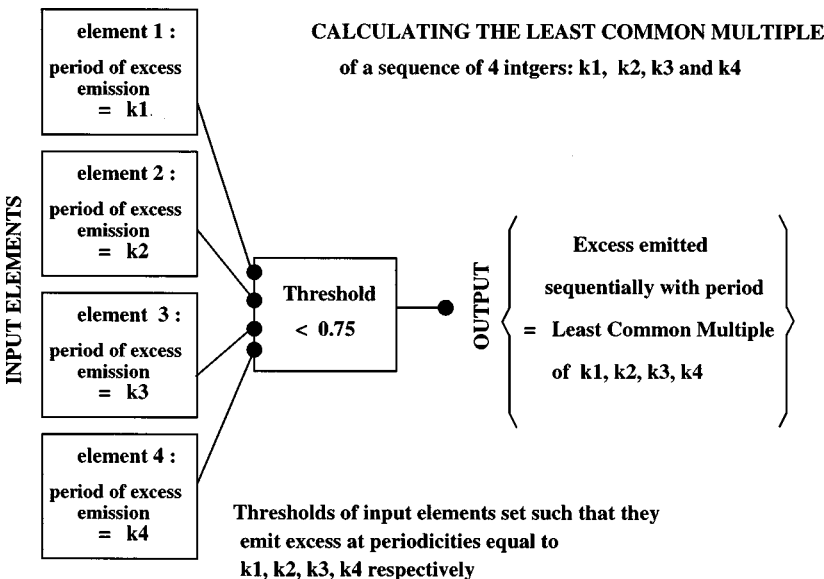 CALCULATING THE LEAST COMMON MULTIPLE
of a sequence of 4 intgers: k1, k2, k3 and k4
INPUT ELEMENTS
element 1 :
period of excess
emission
= k1
element 2 :
period of excess
emission
= k2
element 3 :
period of excess
emission
= k3
element 4 :
period of excess
emission
= k4
Threshold
< 0.75
OUTPUT
Excess emitted
sequentially with period
= Least Common Multiple
of k1, k2, k3, k4
Thresholds of input elements set such that they
emit excess at periodicities equal to
k1, k2, k3, k4 respectively